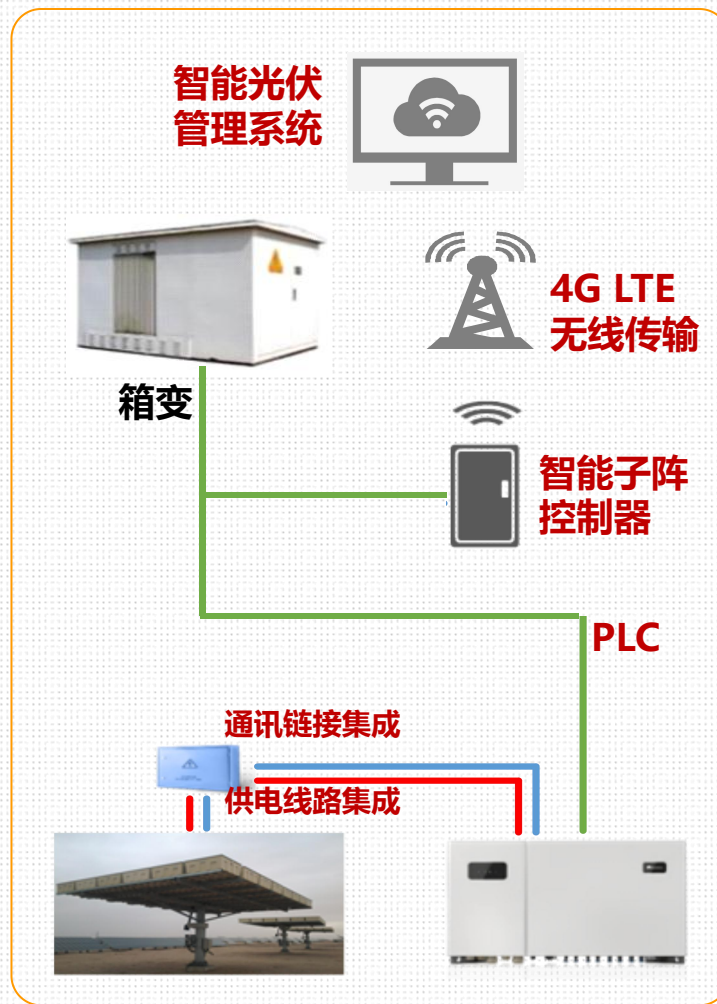 智能光伏
管理系统
4G LTE
无线传输
箱变
智能子阵
控制器
PLC
通讯链接集成
供电线路集成